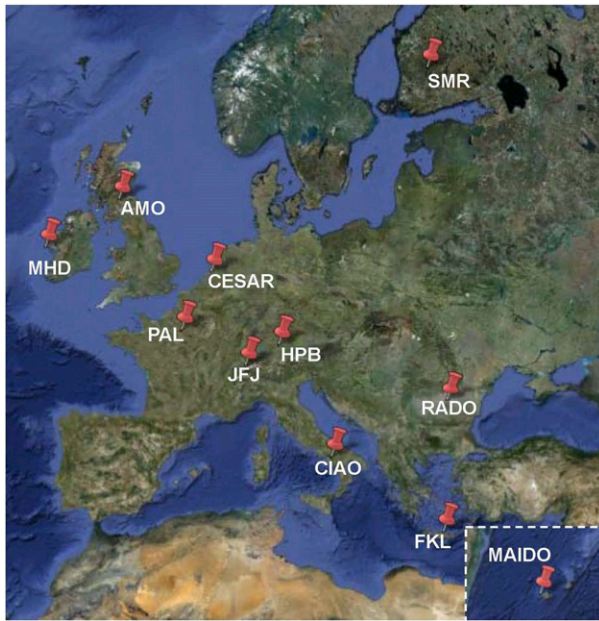 SMR
AMO
MHD
CESAR
PAL
HPB
JFJ
RADO
CIAO
FKL
MAIDO